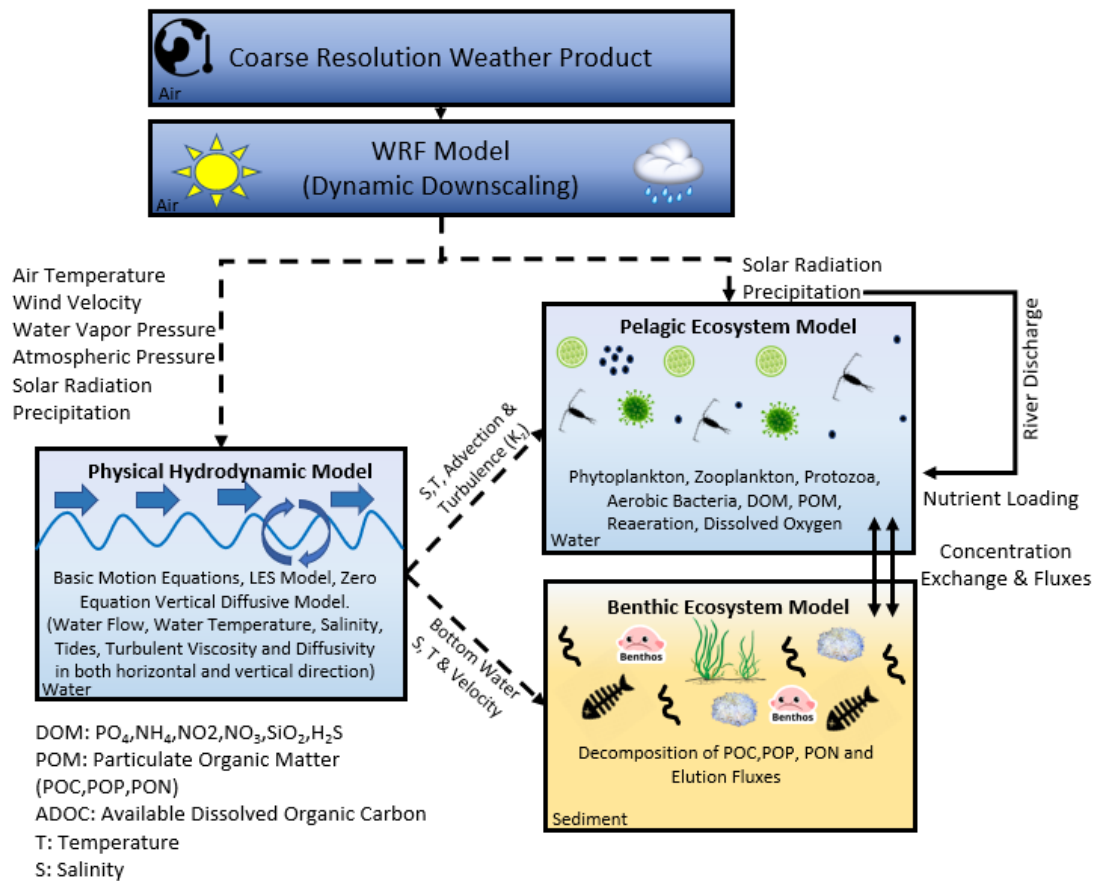 Coarse Resolution Weather Product
Air
WRF Model
(Dynamic Downscaling)
Air
Air Temperature
Wind Velocity
Water Vapor Pressure
Atmospheric Pressure
Solar Radiation
Precipitation
Solar Radiation
Precipitation
River Discharge
Nutrient Loading
Pelagic Ecosystem Model
Phytoplankton, Zooplankton, Protozoa,
Aerobic Bacteria, DOM, POM,
Reaeration, Dissolved Oxygen
Water
Physical Hydrodynamic Model
Basic Motion Equations, LES Model, Zero
Equation Vertical Diffusive Model.
(Water Flow, Water Temperature, Salinity,
Tides, Turbulent Viscosity and Diffusivity
in both horizontal and vertical direction)
Water
S,T, Advection &
Turbulence (K₂)
Bottom Water
S, T & Velocity
Concentration
Exchange & Fluxes
Benthic Ecosystem Model
Benthos
Benthos
Decomposition of POC,POP, PON and
Elution Fluxes
Sediment
DOM: PO₄,NH₄,NO2,NO₃,SiO₂,H₂S
POM: Particulate Organic Matter
(POC,POP,PON)
ADOC: Available Dissolved Organic Carbon
T: Temperature
S: Salinity